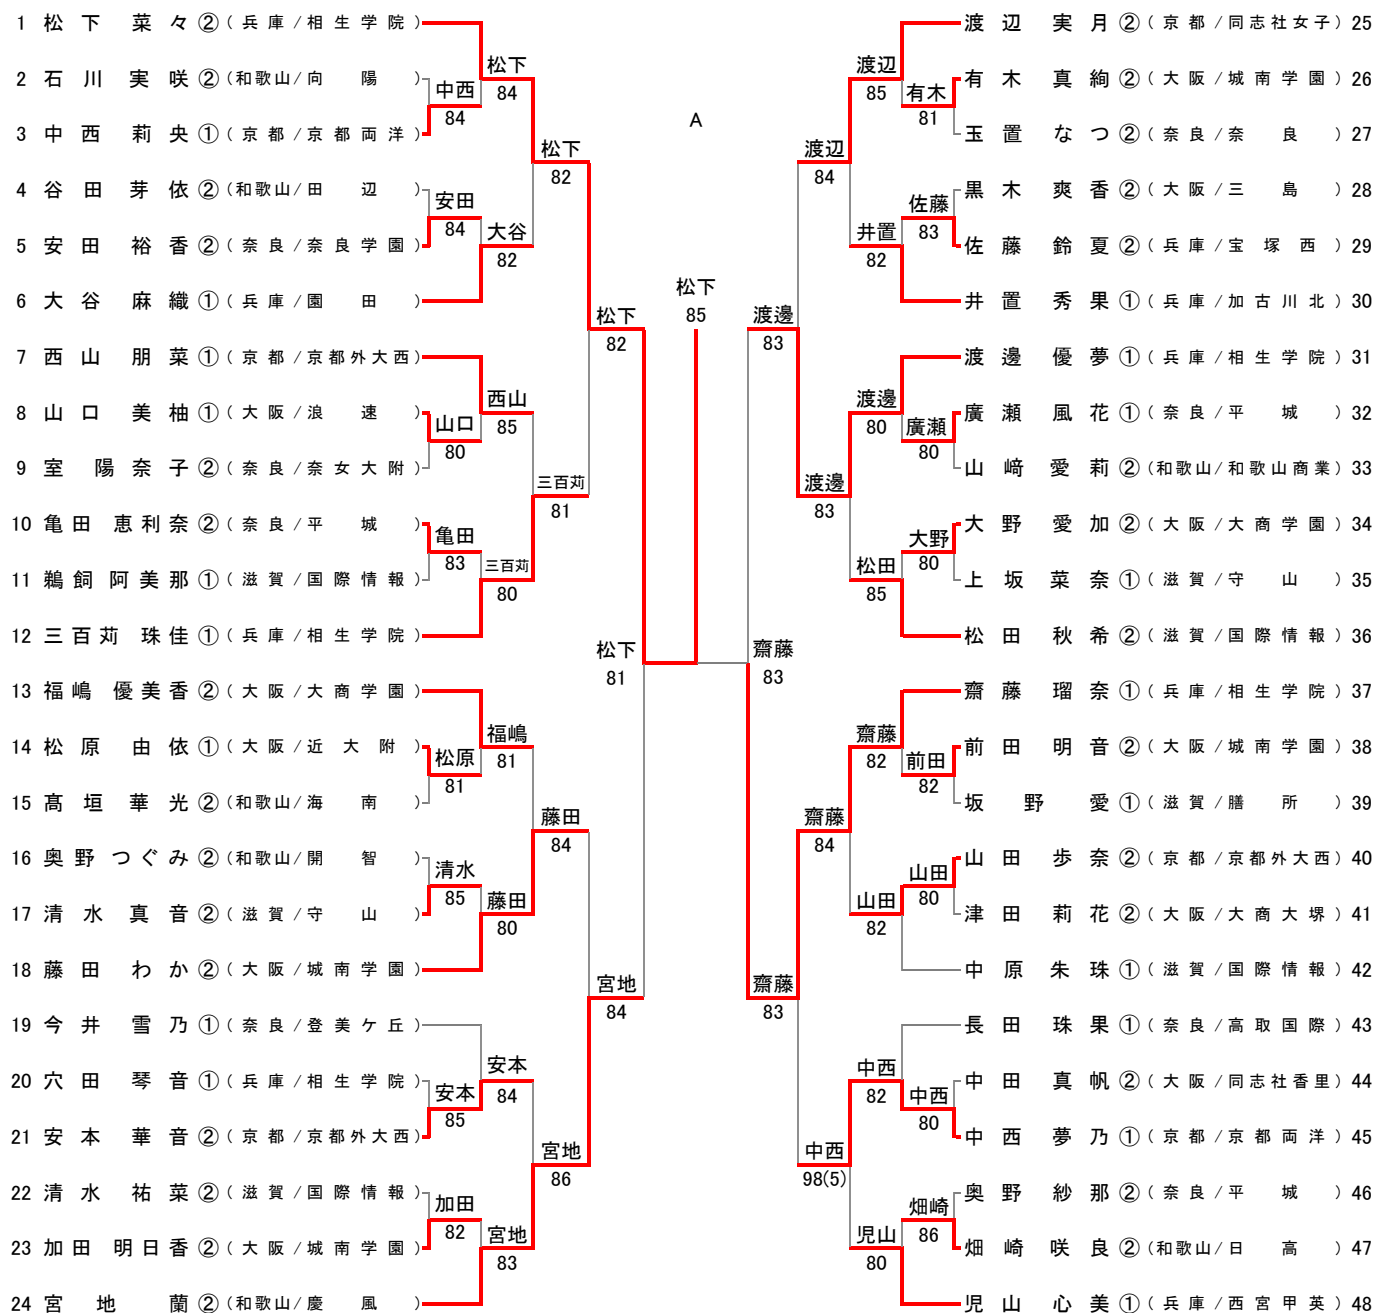 1 松下 菜々 ② (兵庫/相生学院)
2 石川 実咲 ② (和歌山/向陽)
3 中西 莉央 ① (京都/京都両洋)
4 谷田 芽依 ② (和歌山/田辺)
5 安田 裕香 ② (奈良/奈良学園)
6 大谷 麻織 ① (兵庫/園田)
7 西山 朋菜 ① (京都/京都外大西)
8 山口 美柚 ① (大阪/浪速)
9 室 陽奈子 ② (奈良/奈女大附)
10 亀田 恵利奈 ② (奈良/平城)
11 鵜飼 阿美那 ① (滋賀/国際情報)
12 三百苅 珠佳 ① (兵庫/相生学院)
13 福嶋 優美香 ② (大阪/大商学園)
14 松原 由依 ① (大阪/近大附)
15 髙垣 華光 ② (和歌山/海南)
16 奥野 つぐみ ② (和歌山/開智)
17 清水 真音 ② (滋賀/守山)
18 藤田 わか ② (大阪/城南学園)
19 今井 雪乃 ① (奈良/登美ケ丘)
20 穴田 琴音 ① (兵庫/相生学院)
21 安本 華音 ② (京都/京都外大西)
22 清水 祐菜 ② (滋賀/国際情報)
23 加田 明日香 ② (大阪/城南学園)
24 宮地 蘭 ② (和歌山/慶風)
中西
84
安田
84
山口
80
亀田
83
松原
81
清水
85
安本
85
加田
82
松下
84
大谷
82
西山
85
三百苅
80
福嶋
81
藤田
80
安本
84
宮地
83
松下
82
三百苅
81
藤田
84
宮地
86
松下
82
宮地
84
松下
81
A
松下
85
齋藤
83
渡邊
83
齋藤
83
渡辺
84
渡邊
83
齋藤
84
中西
98(5)
渡辺
85
井置
82
渡邊
80
松田
85
齋藤
82
山田
82
中西
82
児山
80
有木
81
佐藤
83
廣瀬
80
大野
80
前田
82
山田
80
中西
80
畑崎
86
渡辺 実月 ② (京都/同志社女子) 25
有木 真絢 ② (大阪/城南学園) 26
玉置 なつ ② (奈良/奈良) 27
黒木 爽香 ② (大阪/三島) 28
佐藤 鈴夏 ② (兵庫/宝塚西) 29
井置 秀果 ① (兵庫/加古川北) 30
渡邊 優夢 ① (兵庫/相生学院) 31
廣瀬 風花 ① (奈良/平城) 32
山﨑 愛莉 ② (和歌山/和歌山商業) 33
大野 愛加 ② (大阪/大商学園) 34
上坂 菜奈 ① (滋賀/守山) 35
松田 秋希 ② (滋賀/国際情報) 36
齋藤 瑠奈 ① (兵庫/相生学院) 37
前田 明音 ② (大阪/城南学園) 38
坂野 愛 ① (滋賀/膳所) 39
山田 歩奈 ② (京都/京都外大西) 40
津田 莉花 ② (大阪/大商大堺) 41
中原 朱珠 ① (滋賀/国際情報) 42
長田 珠果 ① (奈良/高取国際) 43
中田 真帆 ② (大阪/同志社香里) 44
中西 夢乃 ① (京都/京都両洋) 45
奥野 紗那 ② (奈良/平城) 46
畑崎 咲良 ② (和歌山/日高) 47
児山 心美 ① (兵庫/西宮甲英) 48